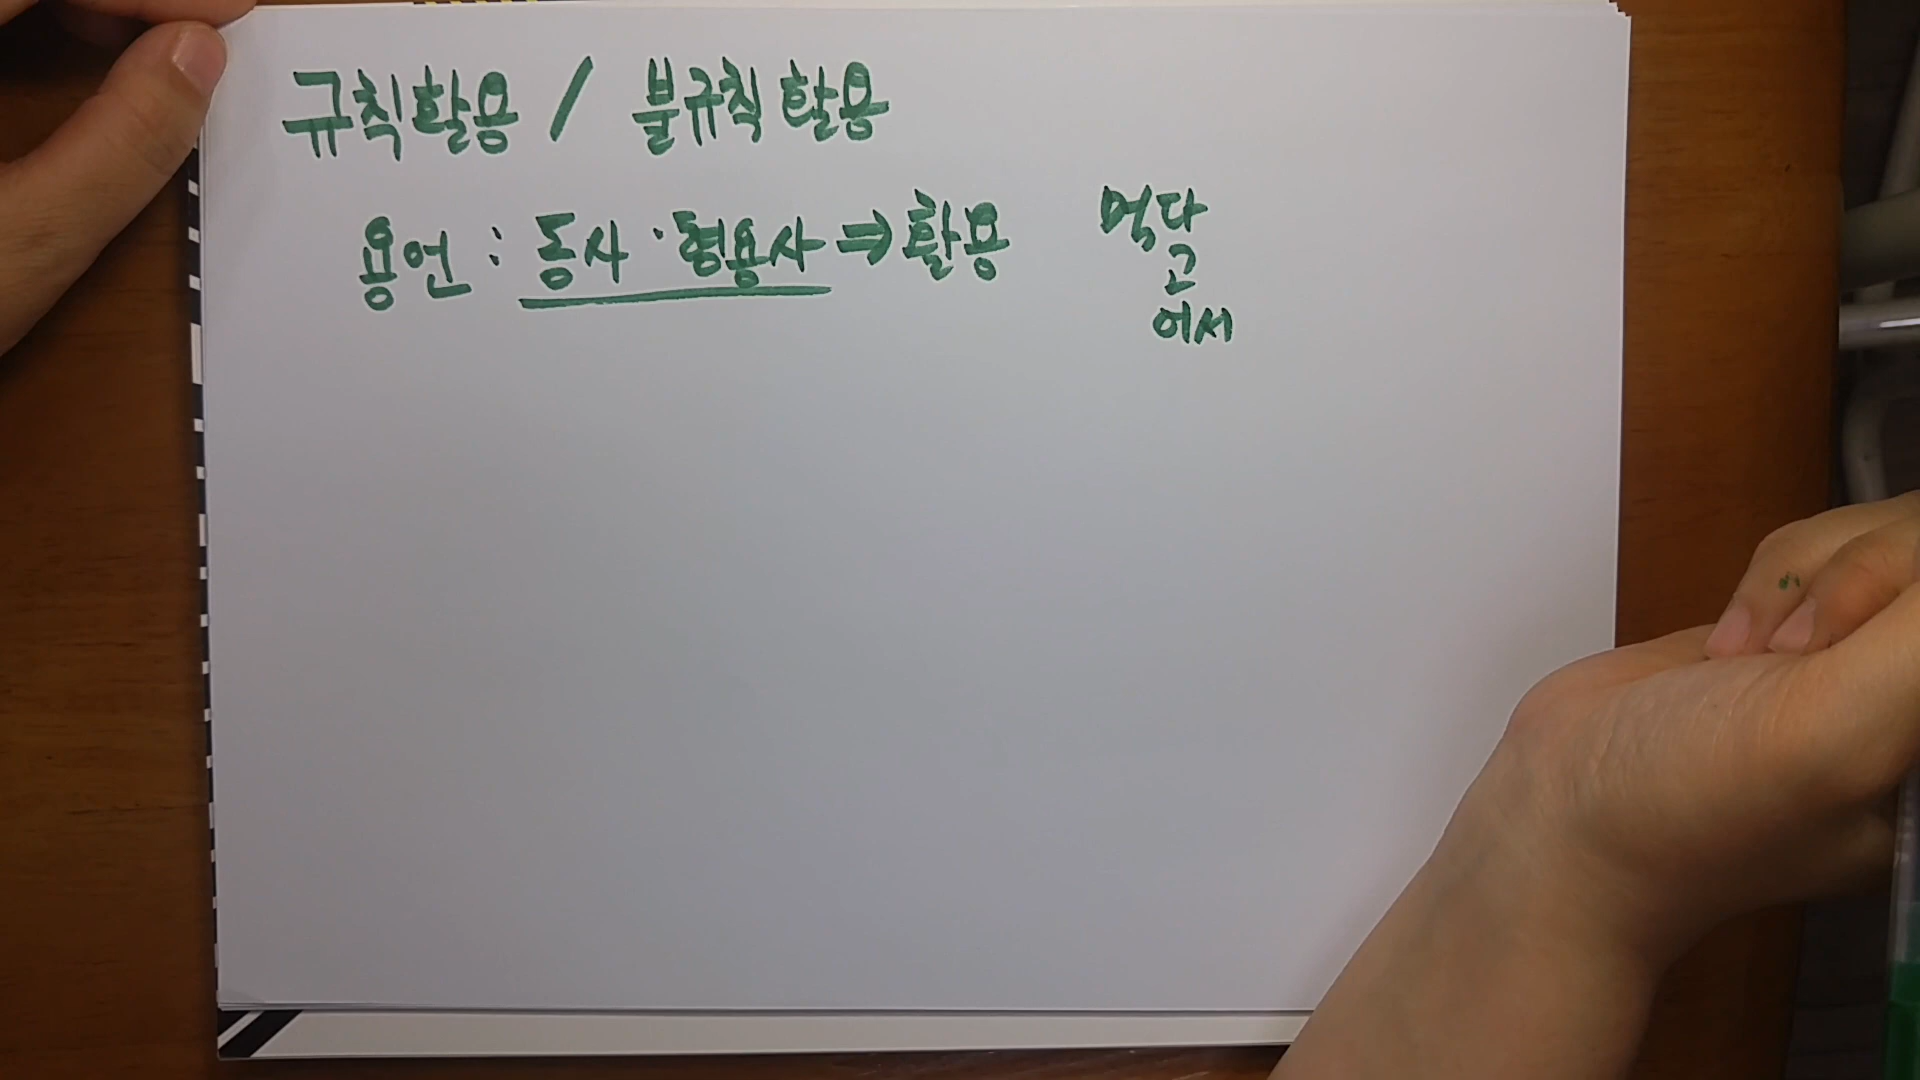 규칙활용 / 불규칙 활용
용언 : 동사·형용사 ⇒ 활용 먹다
고
어서